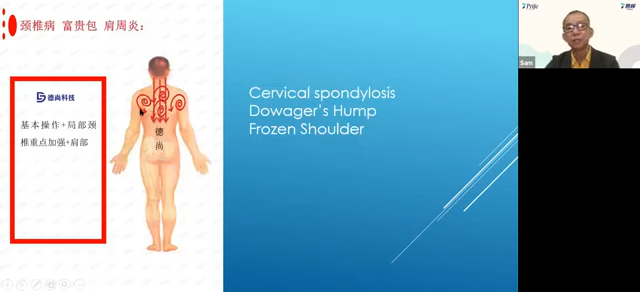 颈椎病 富贵包 肩周炎：
德尚科技
基本操作+局部颈
椎重点加强+肩部
德
尚
Cervical spondylosis
Dowager's Hump
Frozen Shoulder
Prife
Sam